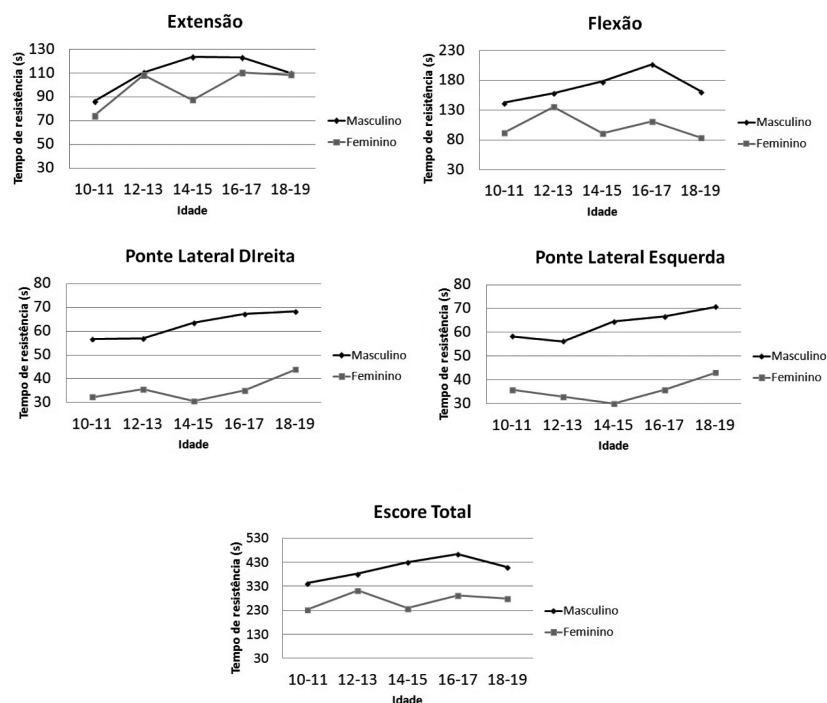 Extensão
Tempo de resistência (s)
130
110
90
70
50
30
10-11 12-13 14-15 16-17 18-19
Idade
Masculino
Feminino
Flexão
Tempo de reisitência (s)
230
180
130
80
30
10-11 12-13 14-15 16-17 18-19
Idade
Masculino
Feminino
Ponte Lateral DIreita
Tempo de resistência (s)
80
70
60
50
40
30
10-11 12-13 14-15 16-17 18-19
Idade
Masculino
Feminino
Ponte Lateral Esquerda
Tempo de resistência (s)
80
70
60
50
40
30
10-11 12-13 14-15 16-17 18-19
Idade
Masculino
Feminino
Escore Total
Tempo de resistência (s)
530
430
330
230
130
30
10-11 12-13 14-15 16-17 18-19
Idade
Masculino
Feminino